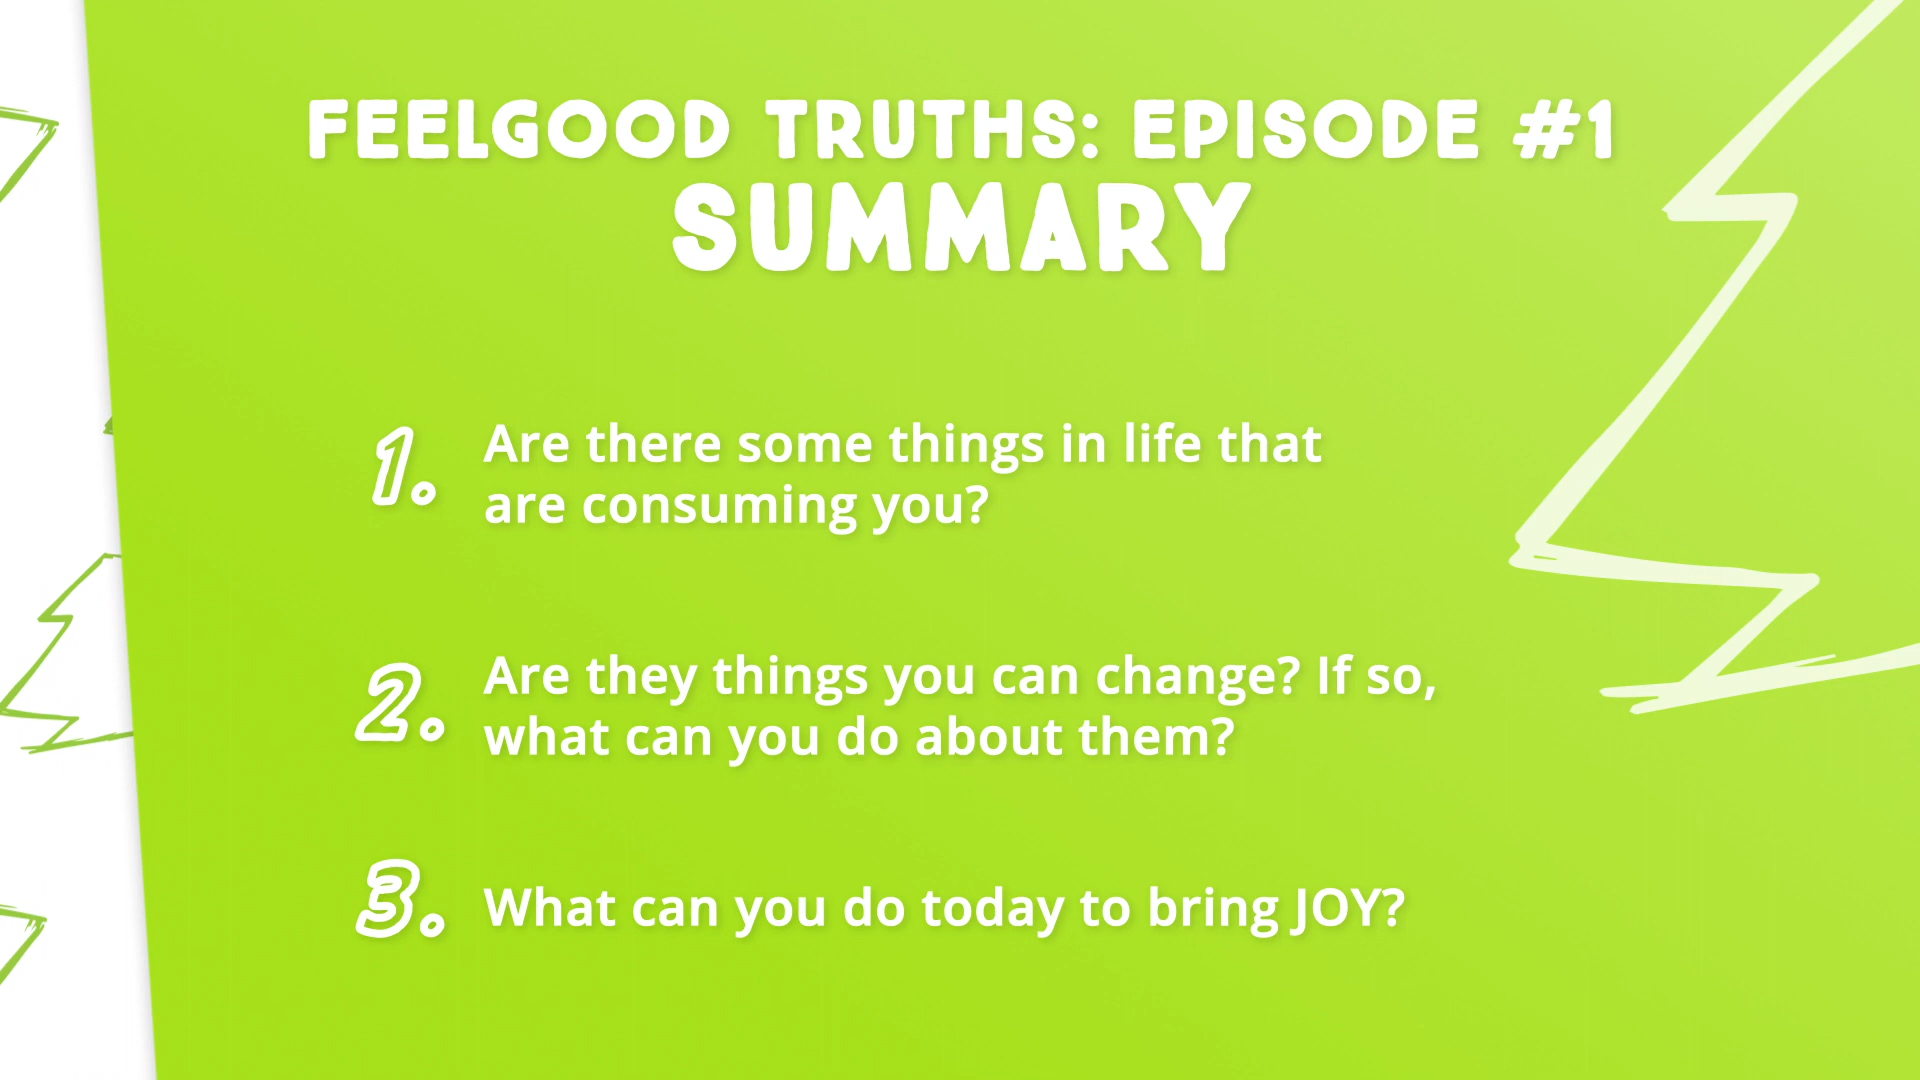 FEELGOOD TRUTHS: EPISODE #1
SUMMARY
1. Are there some things in life that
are consuming you?
2. Are they things you can change? If so,
what can you do about them?
3. What can you do today to bring JOY?